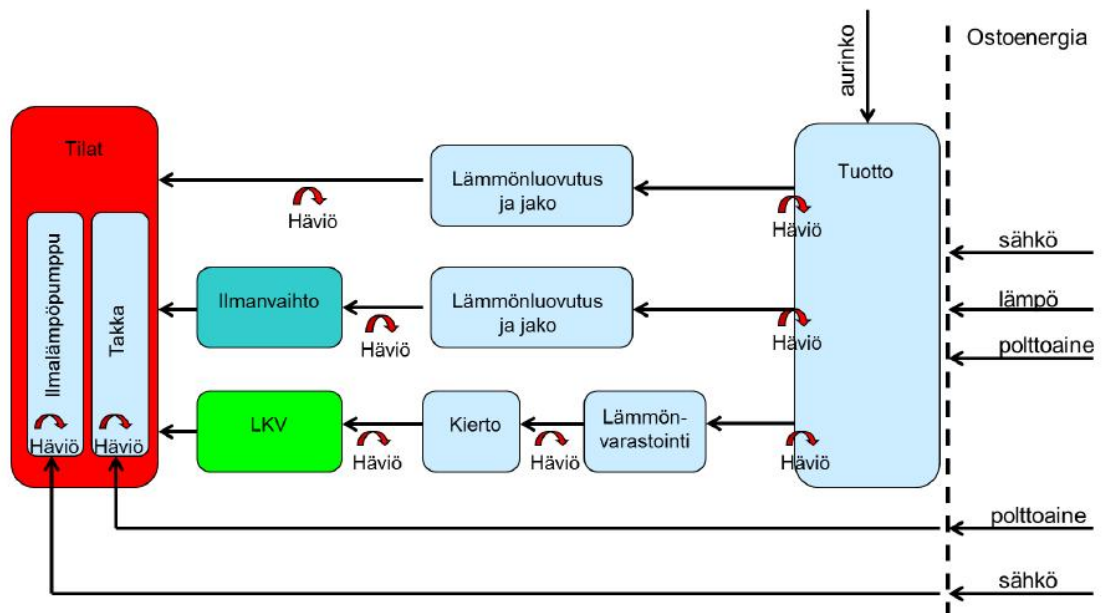 Ostoenergia
aurinko
Tilat
Tuotto
Lämmönluovutus
ja jako
Häviö
Häviö
sähkö
Ilmalämpöpumppu
Takka
Ilmanvaihto
Lämmönluovutus
ja jako
lämpö
Häviö
Häviö
polttoaine
LKV
Kierto
Lämmön-
varastointi
Häviö
Häviö
Häviö
Häviö
Häviö
polttoaine
sähkö